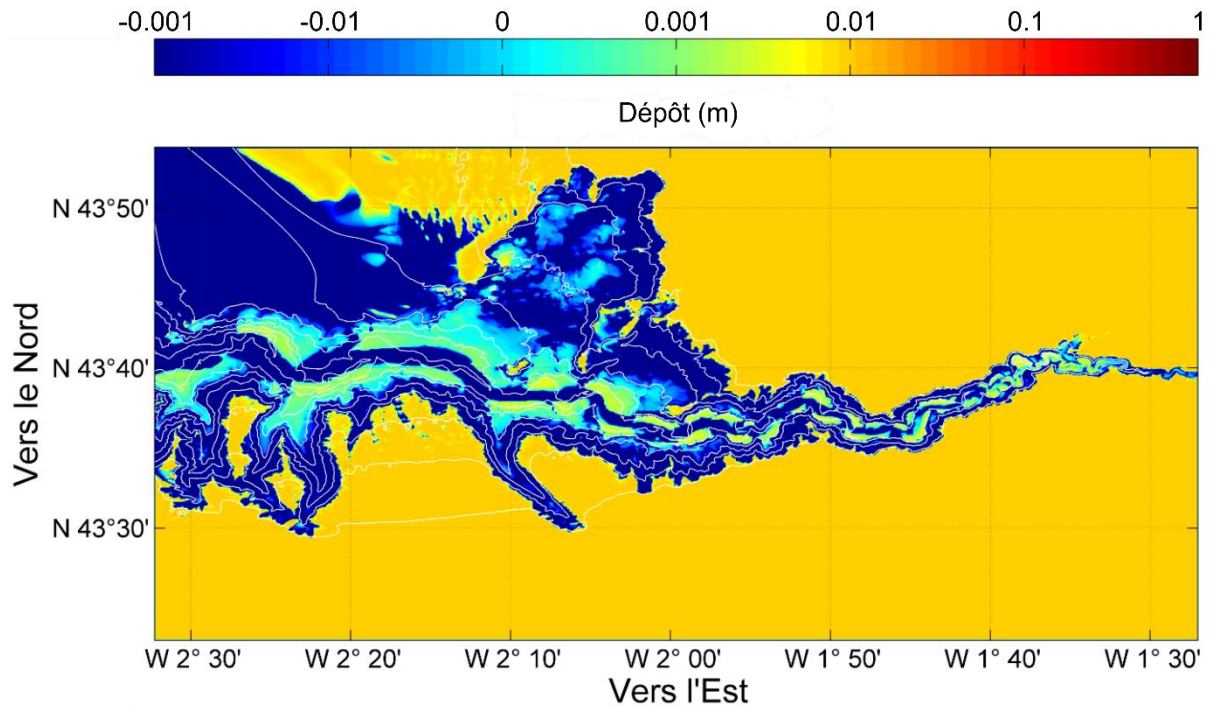 -0.001 -0.01 0 0.001 0.01 0.1 1
Dépôt (m)
N 43°50'
N 43°40'
N 43°30'
Vers le Nord
W 2° 30' W 2° 20' W 2° 10' W 2° 00' W 1°50' W 1°40' W 1°30'
Vers l'Est